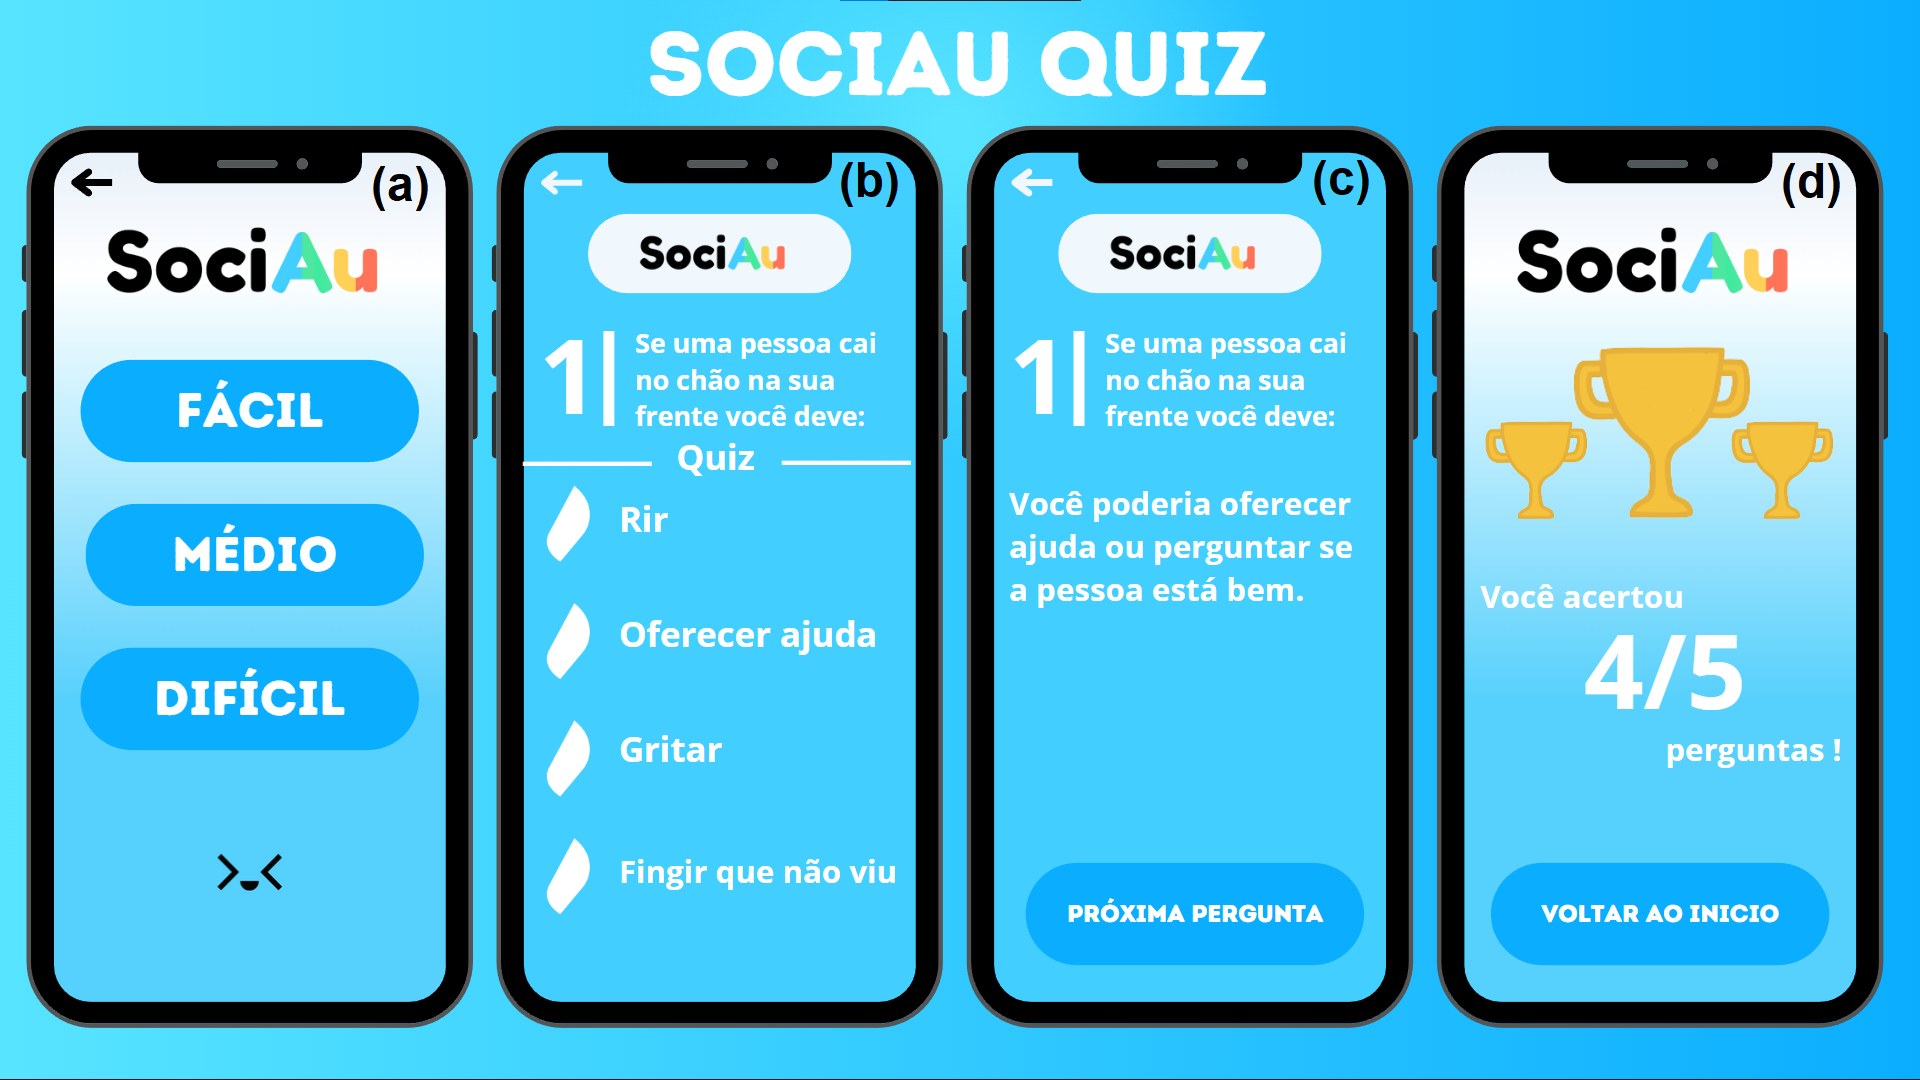 SOCIAU QUIZ
(a)
SociAu
FÁCIL
MÉDIO
DIFÍCIL
(b)
SociAu
1
Se uma pessoa cai
no chão na sua
frente você deve:
Quiz
Rir
Oferecer ajuda
Gritar
Fingir que não viu
(c)
SociAu
1
Se uma pessoa cai
no chão na sua
frente você deve:
Você poderia oferecer
ajuda ou perguntar se
a pessoa está bem.
PRÓXIMA PERGUNTA
(d)
SociAu
Você acertou
4/5
perguntas !
VOLTAR AO INICIO